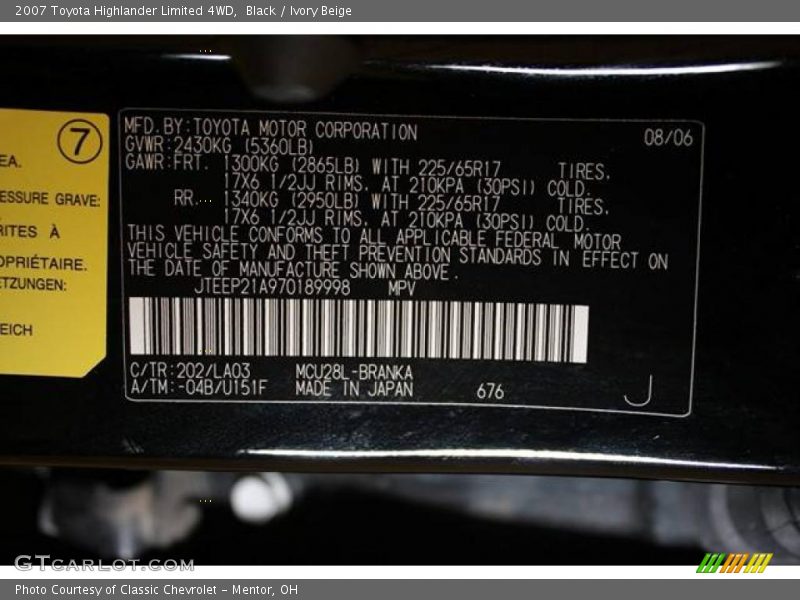 2007 Toyota Highlander Limited 4WD,  Black / Ivory Beige
7
EA.
ESSURE GRAVE:
RITES À
OPRIÉTAIRE.
ETZUNGEN:
EICH
MFD. BY: TOYOTA MOTOR CORPORATION 08/06
GVWR: 2430KG (5360LB)
GAWR: FRT. 1300KG (2865LB) WITH 225/65R17 TIRES,
17X6 1/2JJ RIMS, AT 210KPA (30PSI) COLD.
RR. 1340KG (2950LB) WITH 225/65R17 TIRES,
17X6 1/2JJ RIMS, AT 210KPA (30PSI) COLD.
THIS VEHICLE CONFORMS TO ALL APPLICABLE FEDERAL MOTOR
VEHICLE SAFETY AND THEFT PREVENTION STANDARDS IN EFFECT ON
THE DATE OF MANUFACTURE SHOWN ABOVE.
JTEEP21A970189998 MPV
C/TR: 202/LA03 MCU28L-BRANKA
A/TM: -04B/U151F MADE IN JAPAN 676 J
GTCARLOT.COM
Photo Courtesy of Classic Chevrolet - Mentor, OH